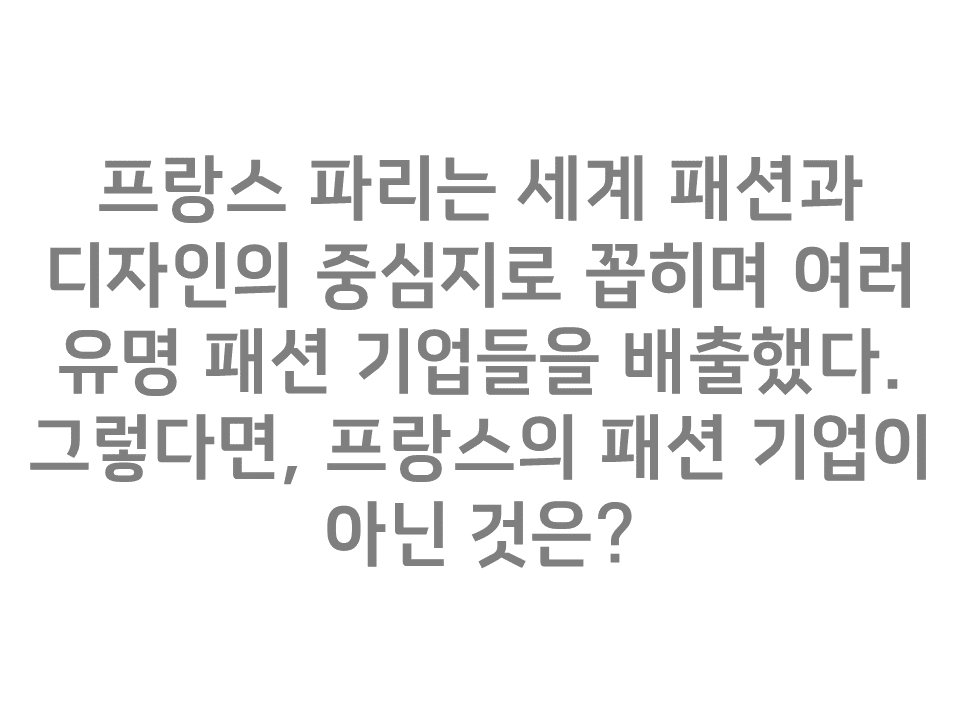 프랑스 파리는 세계 패션과
디자인의 중심지로 꼽히며 여러
유명 패션 기업들을 배출했다.
그렇다면, 프랑스의 패션 기업이
아닌 것은?